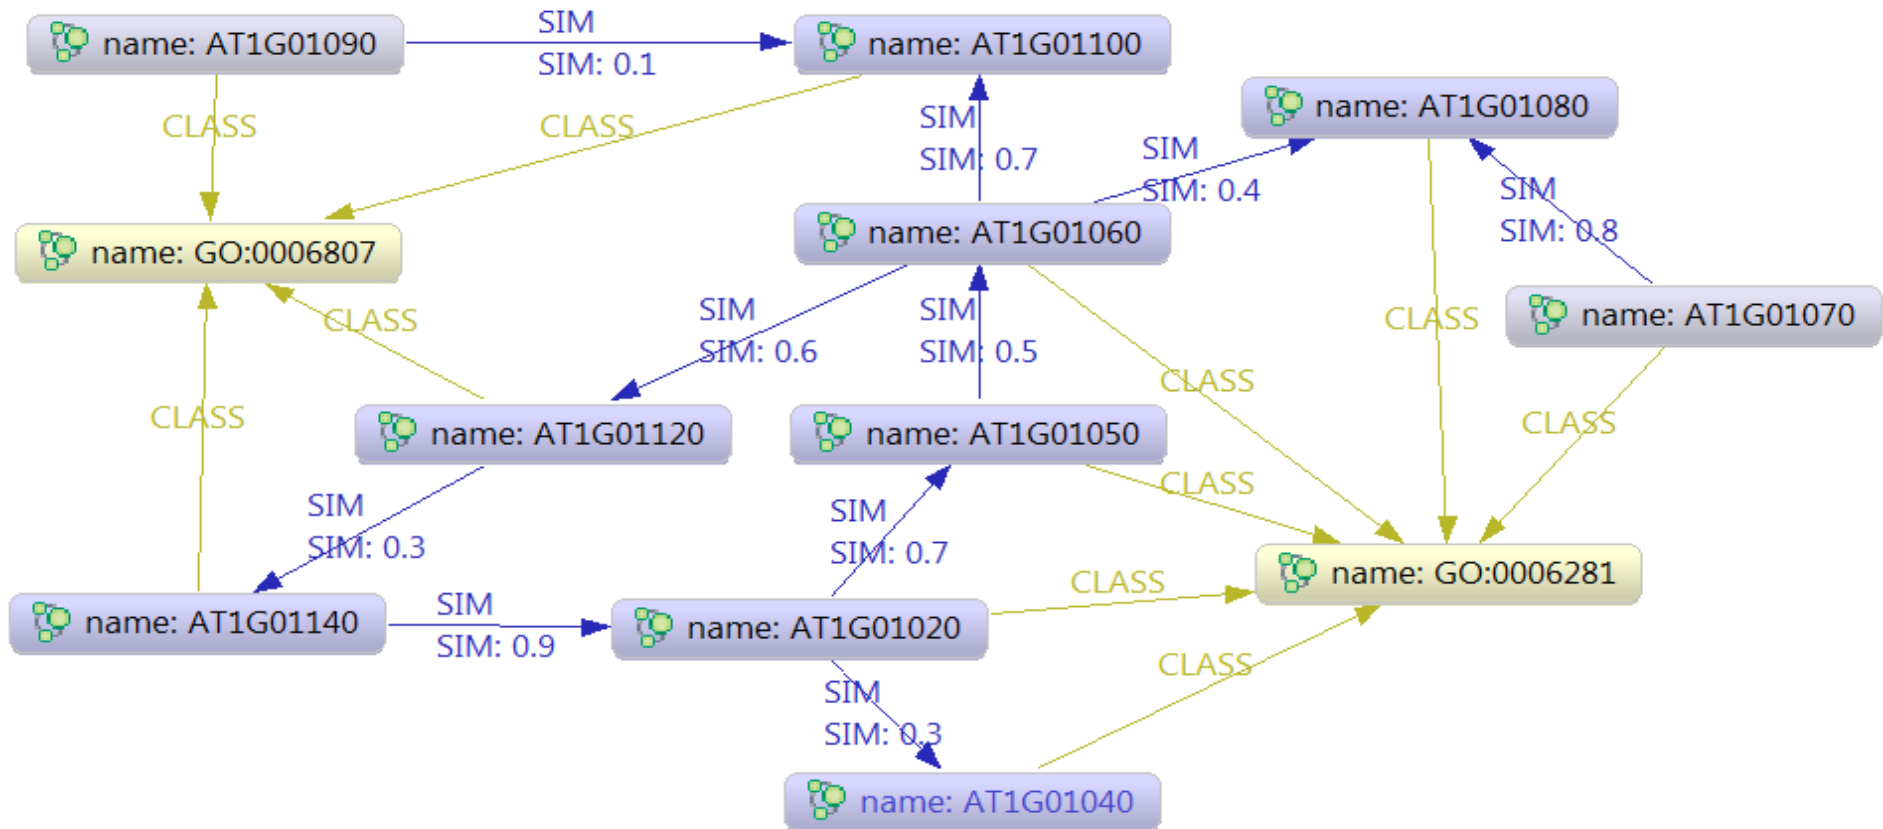 name: AT1G01090
SIM
SIM: 0.1
name: AT1G01100
name: AT1G01080
CLASS
CLASS
SIM
SIM: 0.7
SIM
SIM: 0.4
SIM
SIM: 0.8
name: GO:0006807
name: AT1G01060
name: AT1G01070
CLASS
SIM
SIM: 0.6
SIM
SIM: 0.5
CLASS
CLASS
CLASS
CLASS
name: AT1G01120
name: AT1G01050
CLASS
SIM
SIM: 0.3
SIM
SIM: 0.7
name: GO:0006281
CLASS
name: AT1G01140
SIM
SIM: 0.9
name: AT1G01020
CLASS
SIM
SIM: 0.3
name: AT1G01040